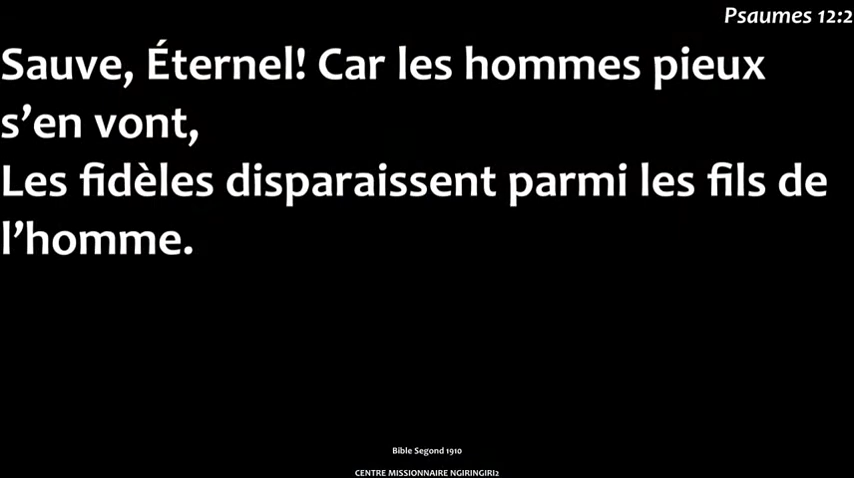 Psaumes 12:2
Sauve, Éternel! Car les hommes pieux
s’en vont,
Les fidèles disparaissent parmi les fils de
l’homme.
Bible Segond 1910
CENTRE MISSIONNAIRE NGIRINGIRI2